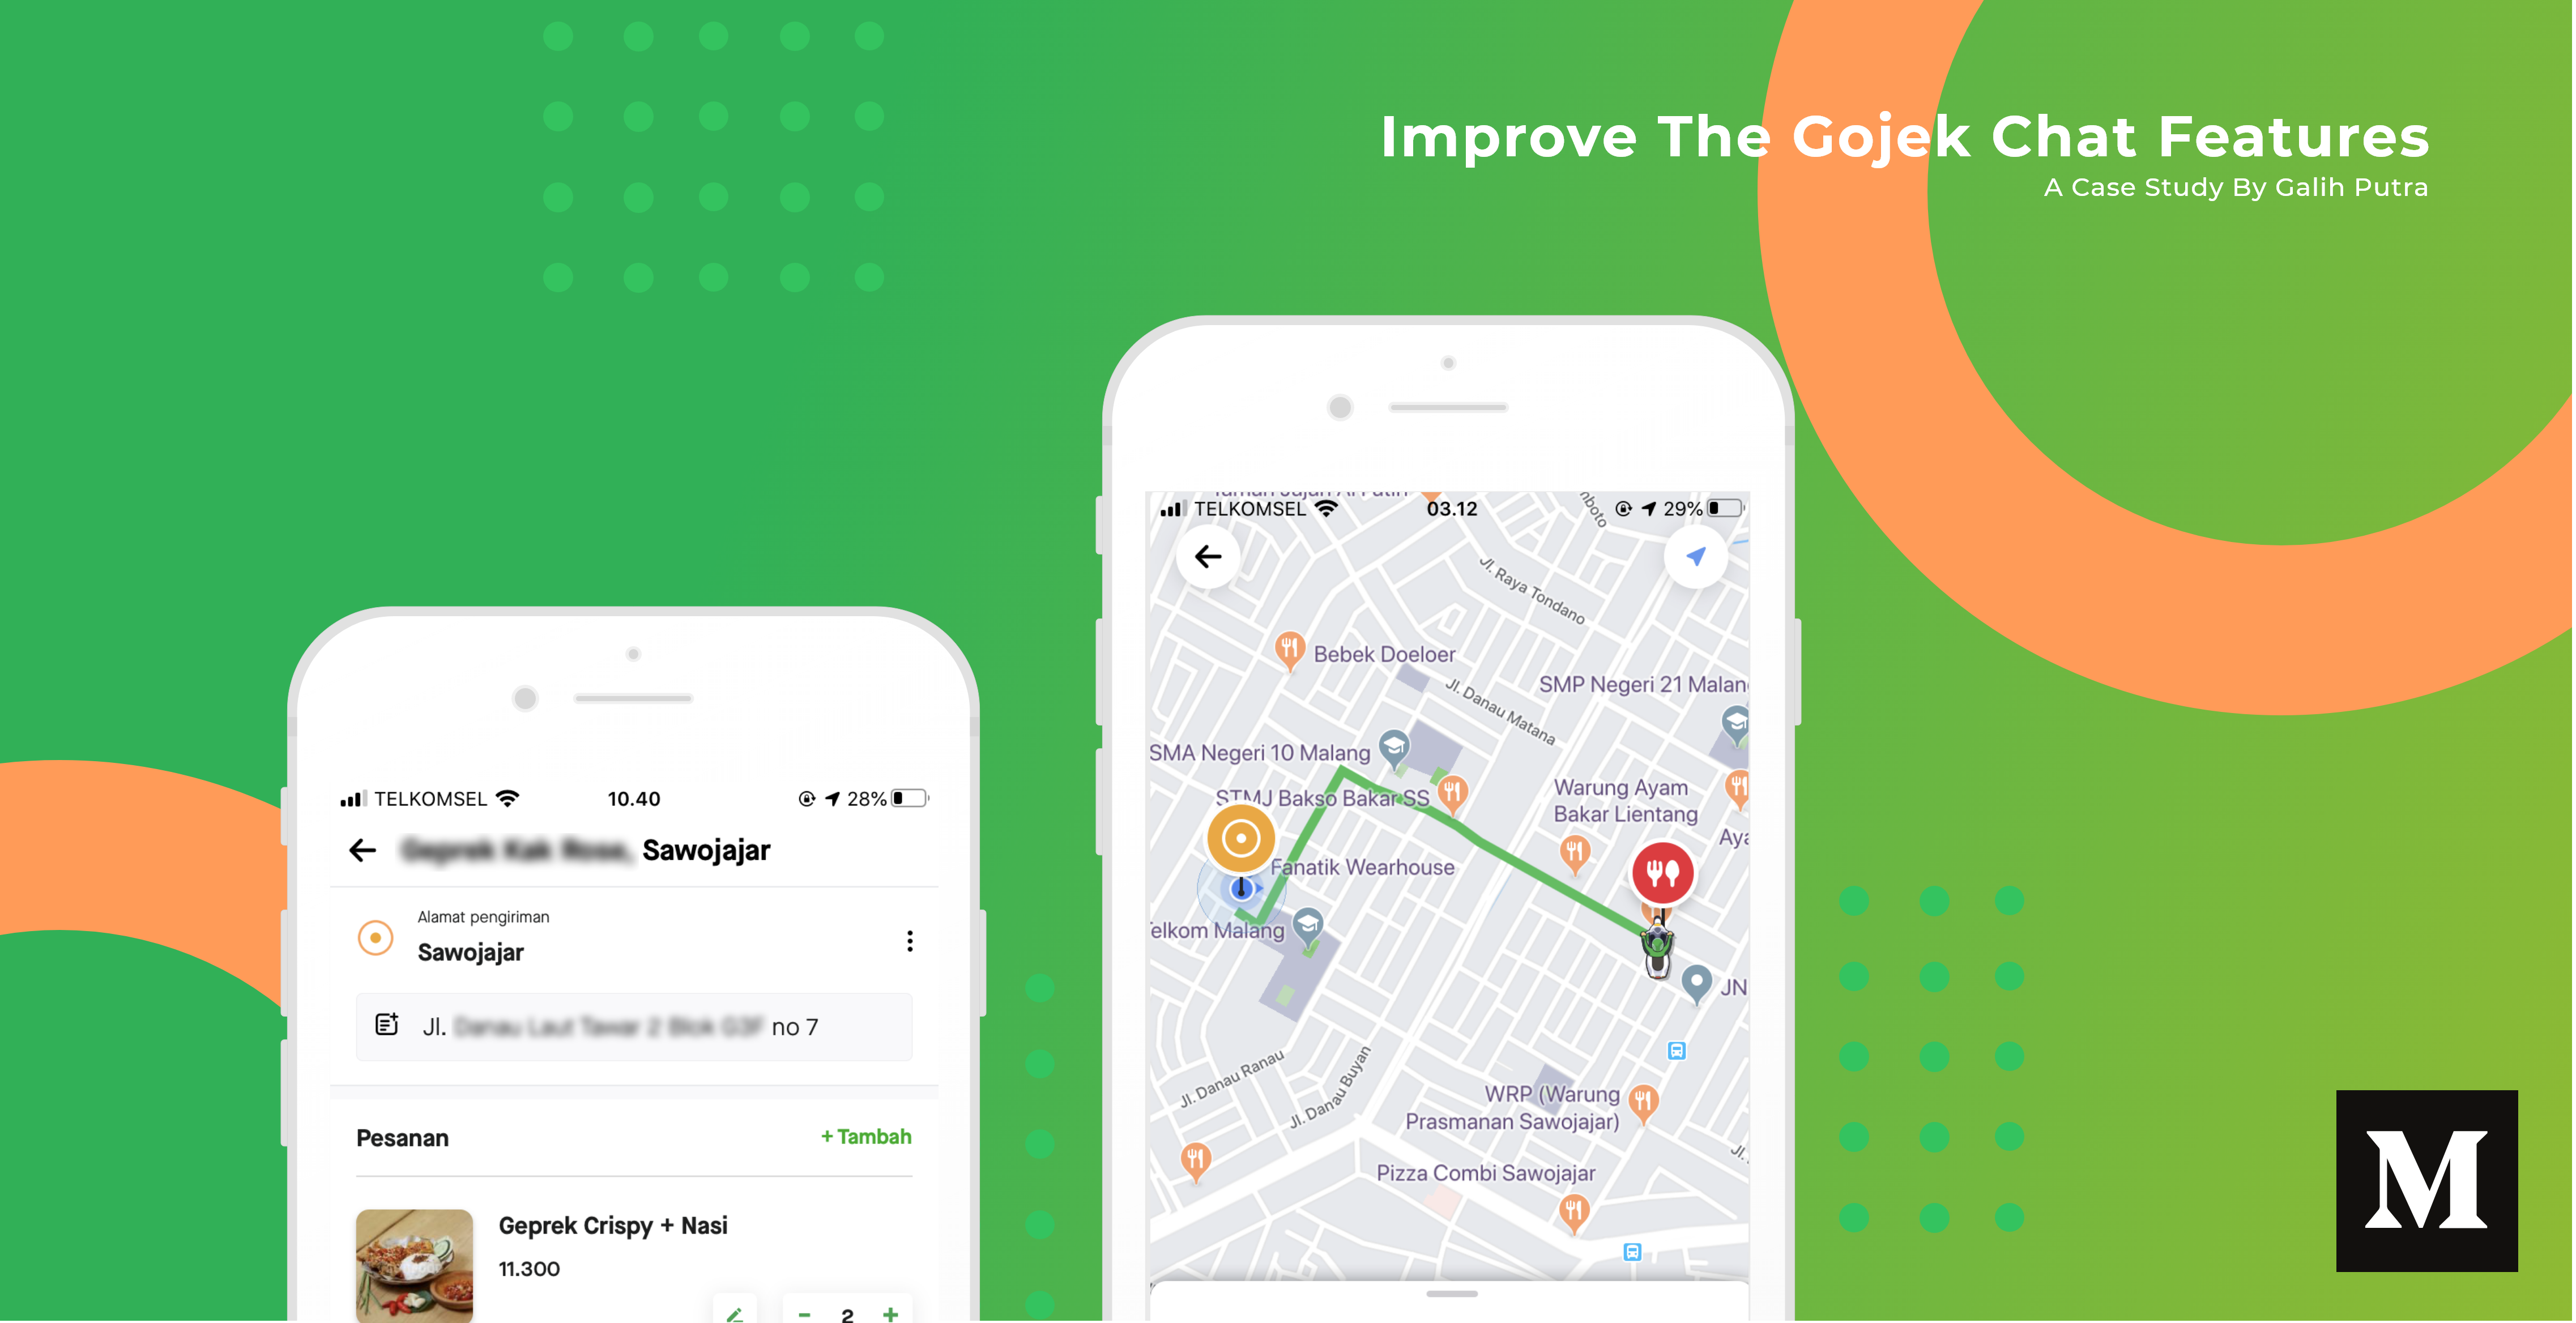 Improve The Gojek Chat Features
A Case Study By Galih Putra
TELKOMSEL 10.40 28%
Sawojajar
Alamat pengiriman
Sawojajar
Jl. no 7
Pesanan
+ Tambah
Geprek Crispy + Nasi
11.300
2
TELKOMSEL 03.12 29%
Jl. Raya Tondano
Bebek Doeloer
Jl. Danau Matana
SMP Negeri 21 Malan
SMA Negeri 10 Malang
STMJ Bakso Bakar SS
Warung Ayam
Bakar Lientang
Aya
Fanatik Wearhouse
elkom Malang
JN
Jl. Danau Ranau
Jl. Danau Buyan
WRP (Warung
Prasmanan Sawojajar)
Jl.
Pizza Combi Sawojajar
M